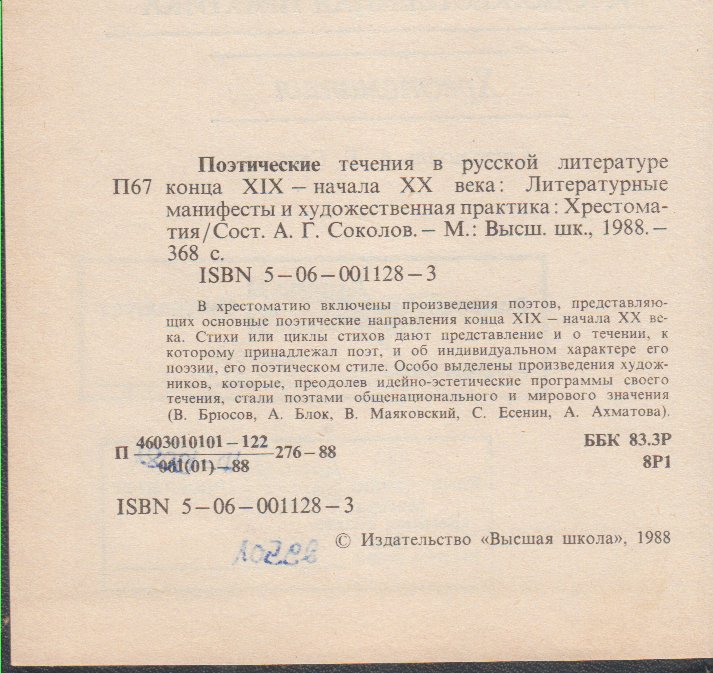 Поэтические течения в русской литературе
П67 конца XIX – начала XX века: Литературные
манифесты и художественная практика: Хрестома-
тия/Сост. А. Г. Соколов. – М.: Высш. шк., 1988. –
368 с.
ISBN 5–06–001128–3
В хрестоматию включены произведения поэтов, представляю-
щих основные поэтические направления конца XIX – начала XX ве-
ка. Стихи или циклы стихов дают представление и о течении, к
которому принадлежал поэт, и об индивидуальном характере его
поэзии, его поэтическом стиле. Особо выделены произведения худож-
ников, которые, преодолев идейно-эстетические программы своего
течения, стали поэтами общенационального и мирового значения
(В. Брюсов, А. Блок, В. Маяковский, С. Есенин, А. Ахматова).
П 4603010101–122 276–88
001(01)–88
ББК 83.3Р
8Р1
ISBN 5–06–001128–3
© Издательство «Высшая школа», 1988